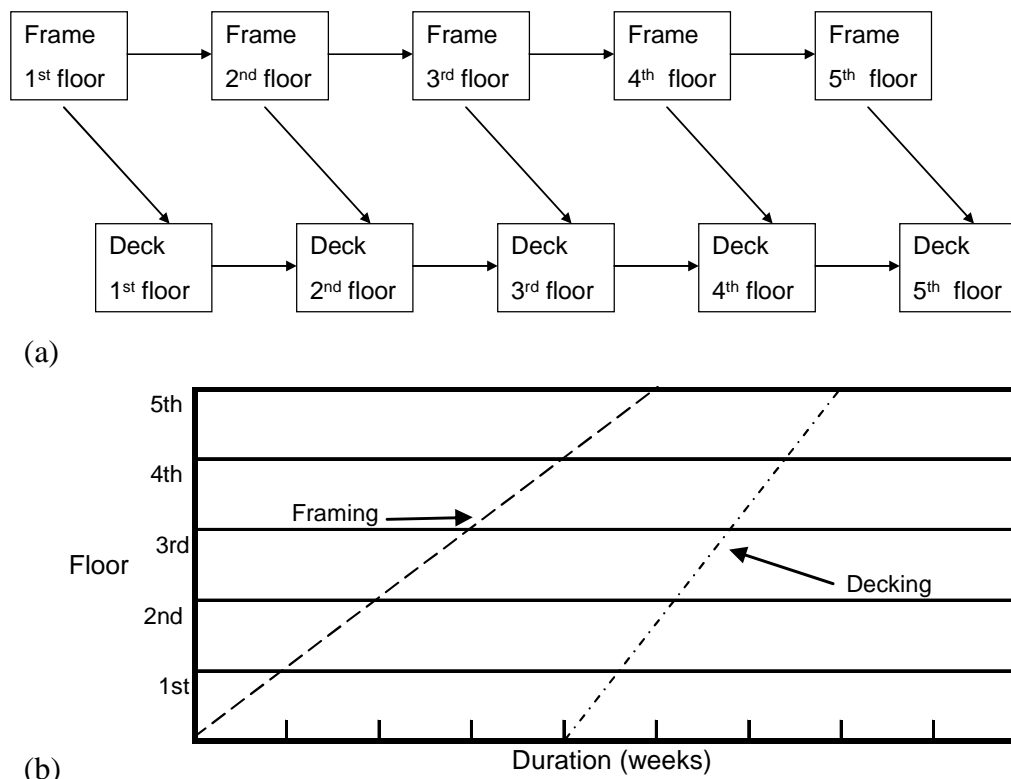 Frame
1st floor
Frame
2nd floor
Frame
3rd floor
Frame
4th floor
Frame
5th floor
Deck
1st floor
Deck
2nd floor
Deck
3rd floor
Deck
4th floor
Deck
5th floor
(a)
5th
4th
Framing
3rd
Floor
Decking
2nd
1st
Duration (weeks)
(b)